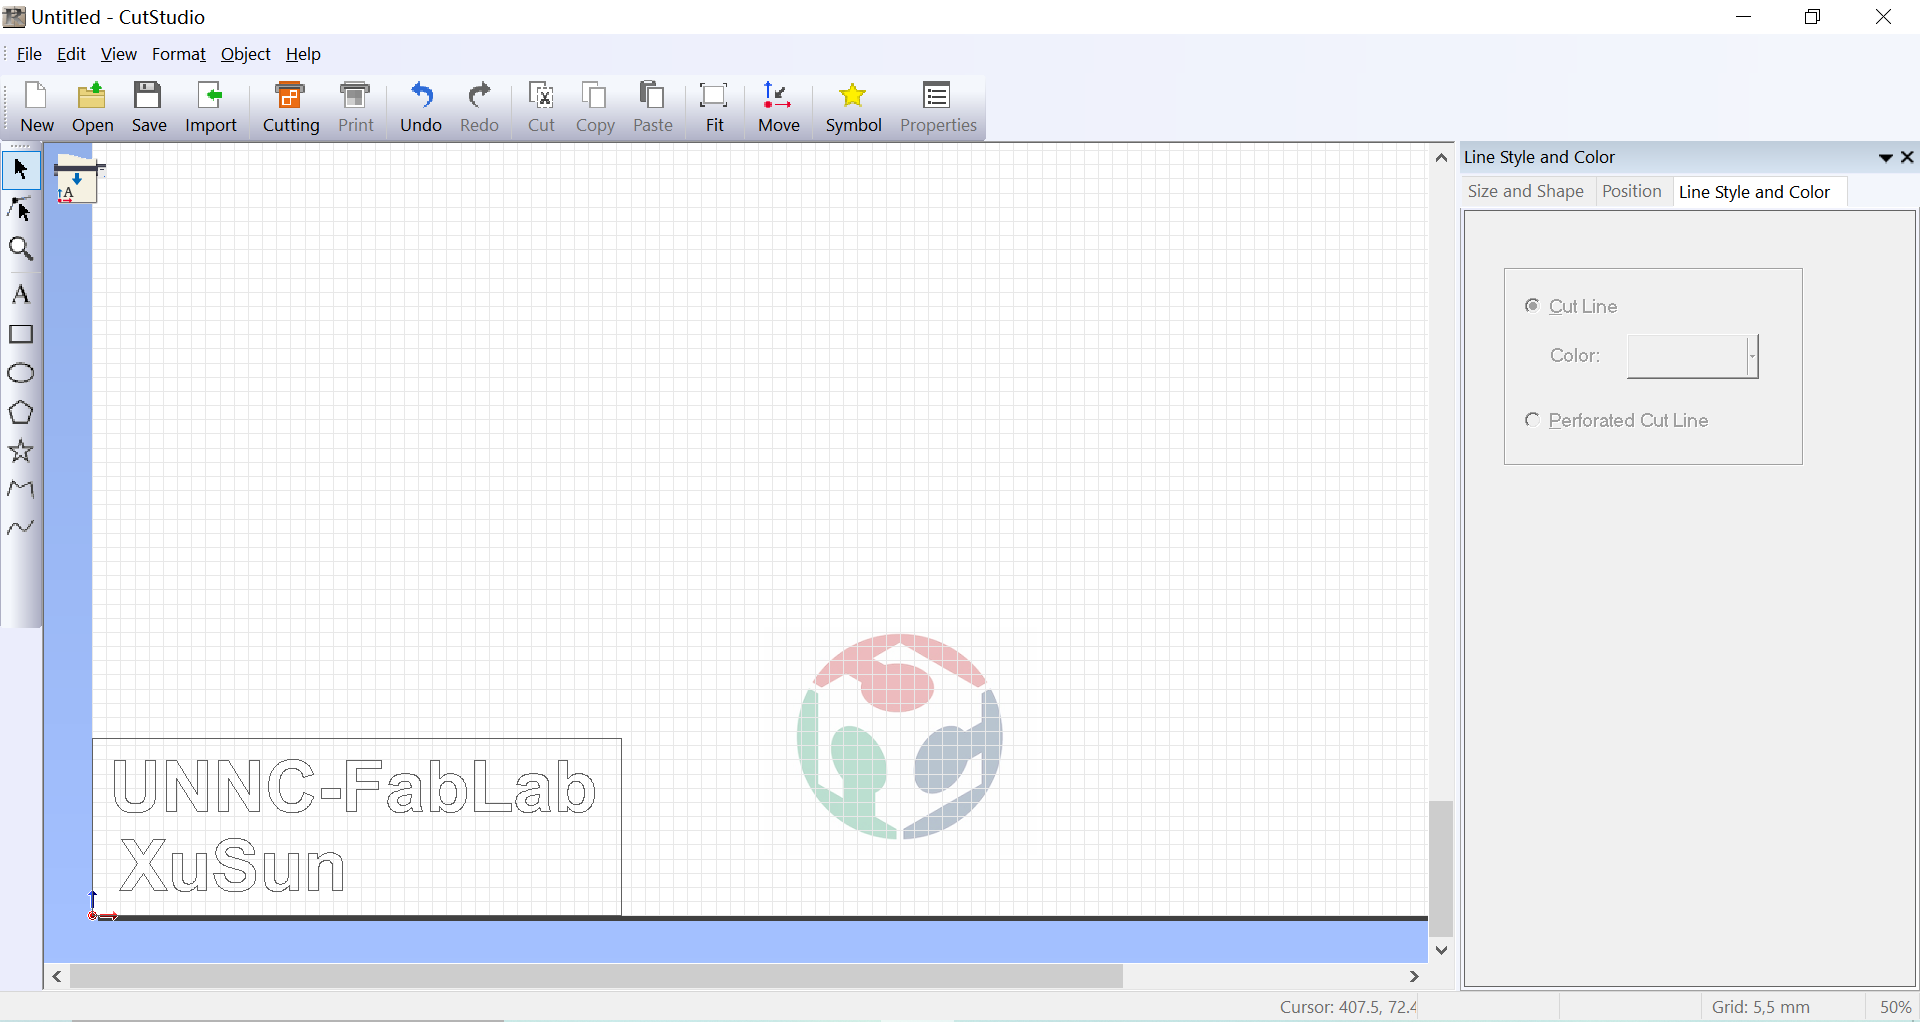 Untitled - CutStudio
File Edit View Format Object Help
New Open Save Import Cutting Print Undo Redo Cut Copy Paste Fit Move Symbol Properties
A
A
Line Style and Color
Size and Shape Position Line Style and Color
Cut Line
Color:
Perforated Cut Line
UNNC-FabLab
XuSun
Cursor: 407.5, 72.4
Grid: 5,5 mm
50%